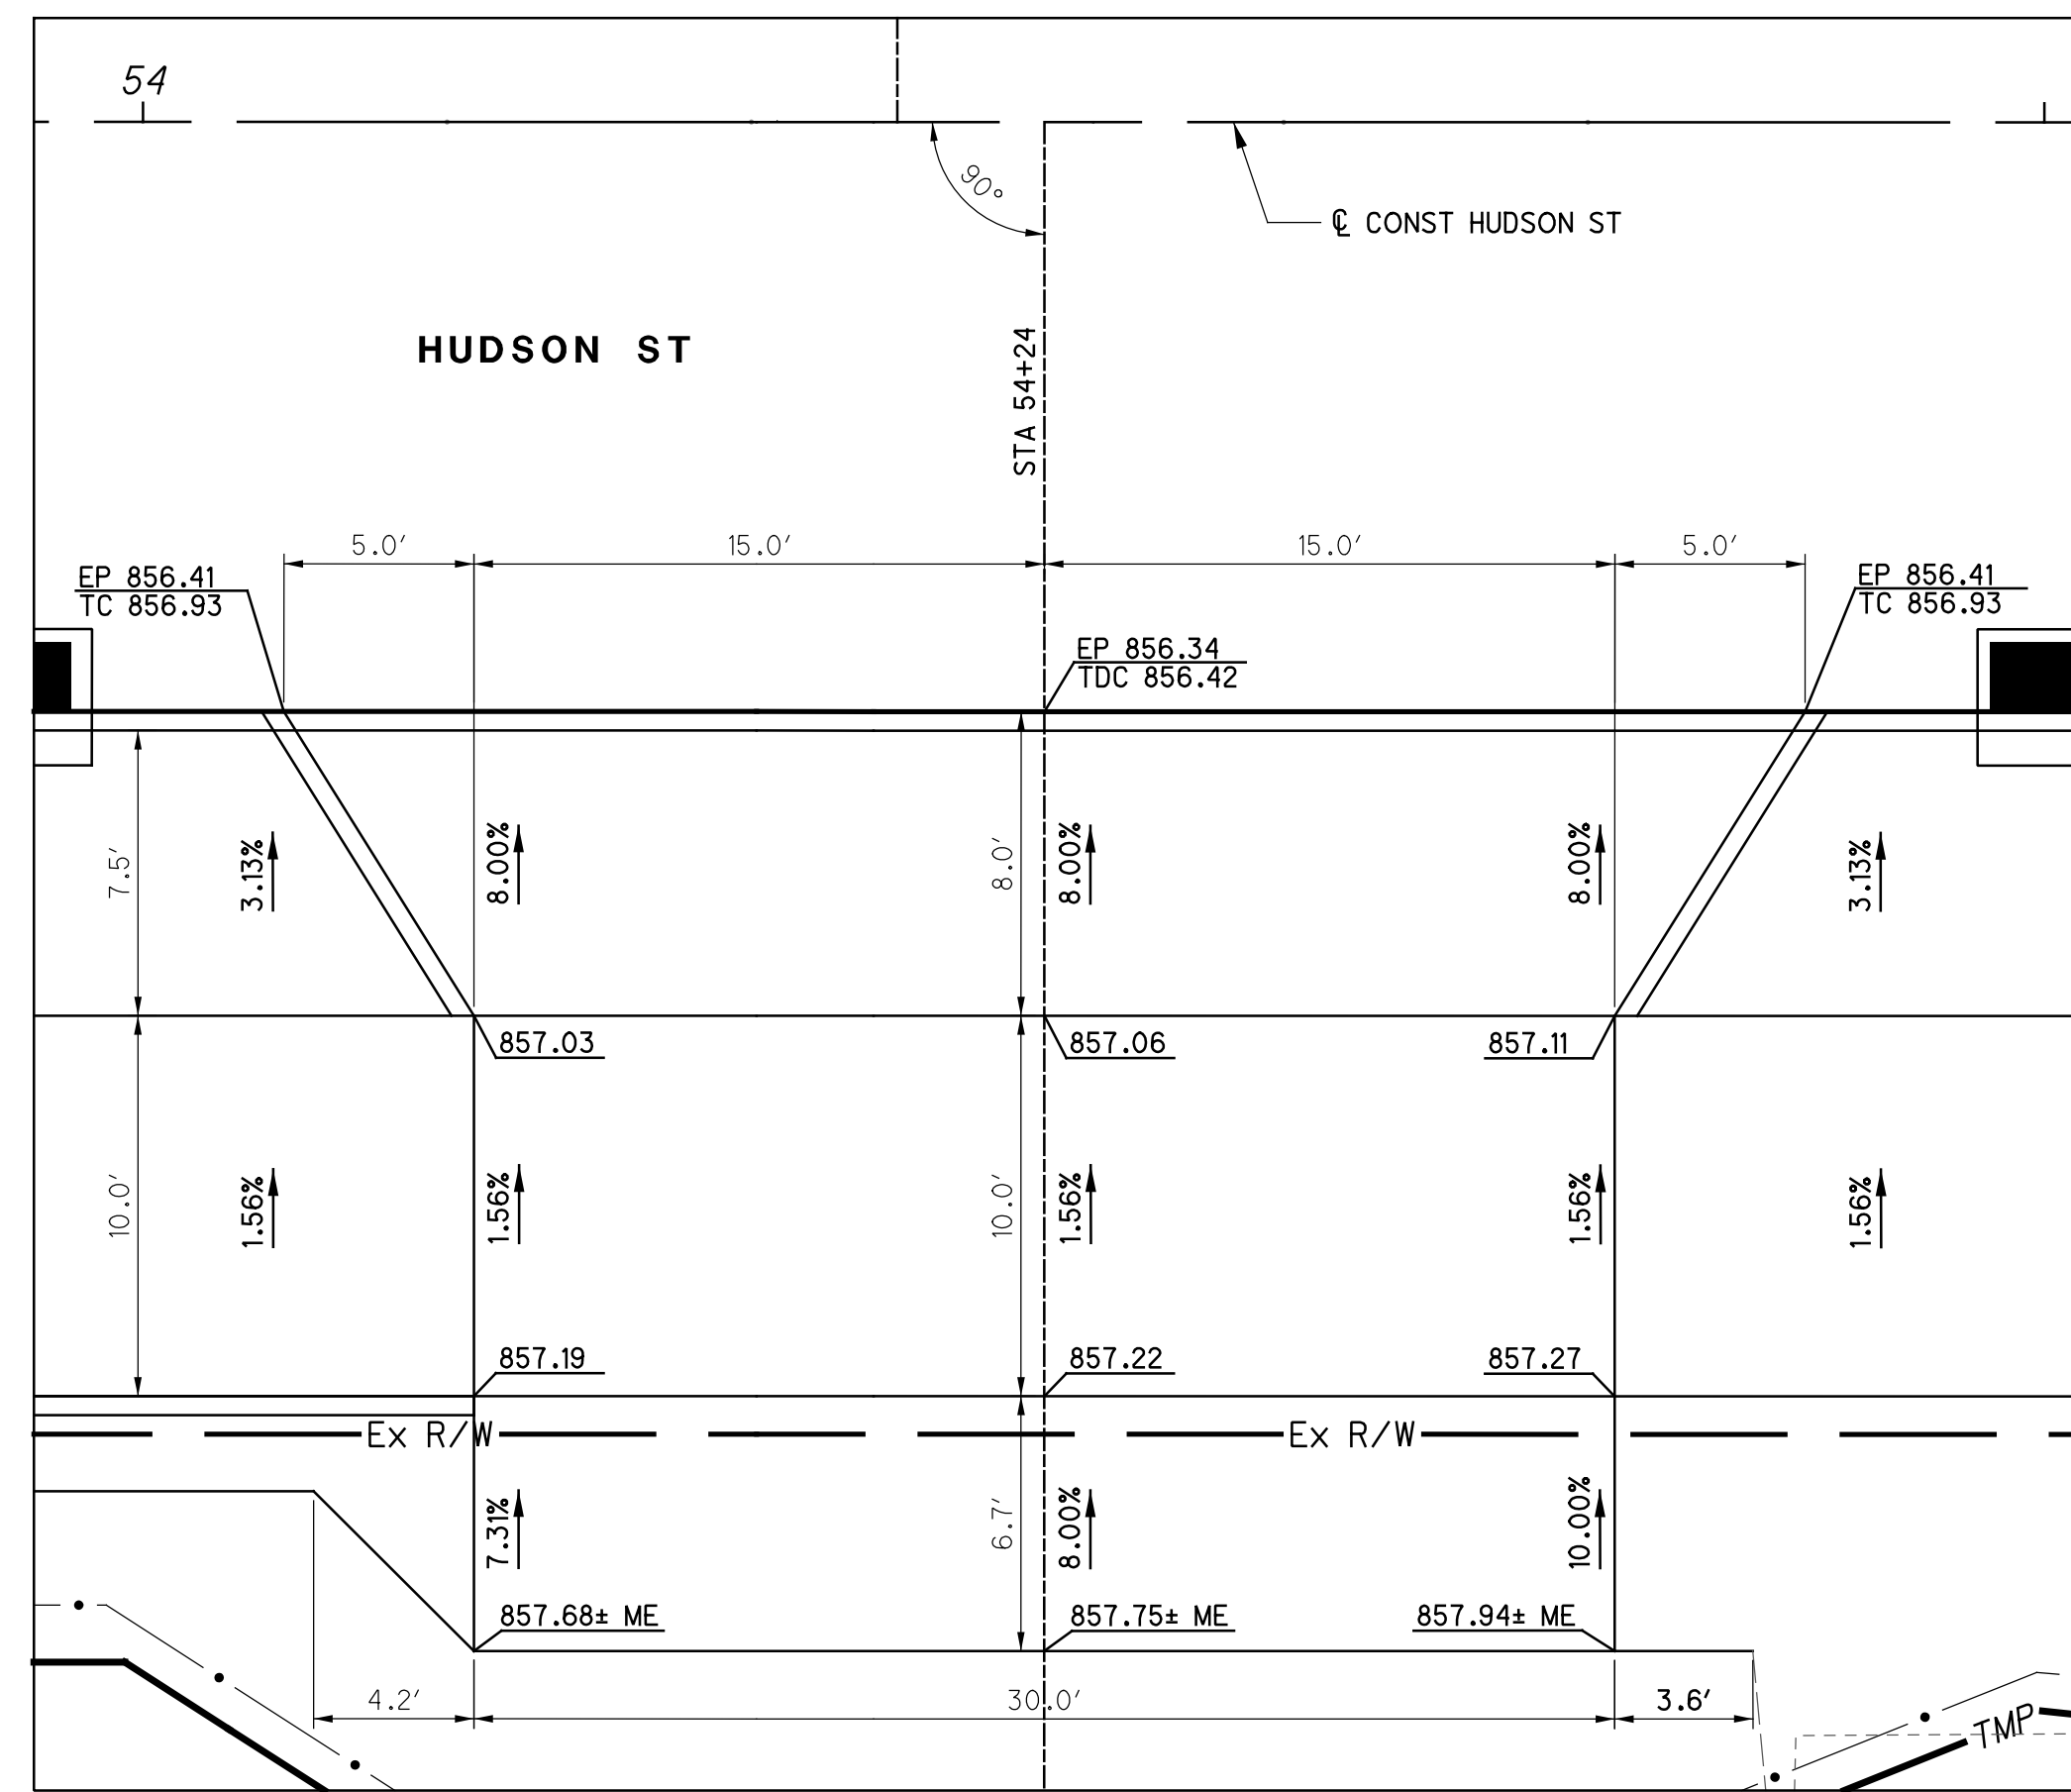 54
90°
℄ CONST HUDSON ST
HUDSON ST
STA 54+24
5.0′
15.0′
15.0′
5.0′
EP 856.41
TC 856.93
EP 856.41
TC 856.93
EP 856.34
TDC 856.42
7.5′
3.13%
8.00%
8.0′
8.00%
8.00%
3.13%
857.03
857.06
857.11
10.0′
1.56%
1.56%
10.0′
1.56%
1.56%
1.56%
857.19
857.22
857.27
Ex R/W
Ex R/W
7.31%
6.7′
8.00%
10.00%
857.68± ME
857.75± ME
857.94± ME
4.2′
30.0′
3.6′
TMP